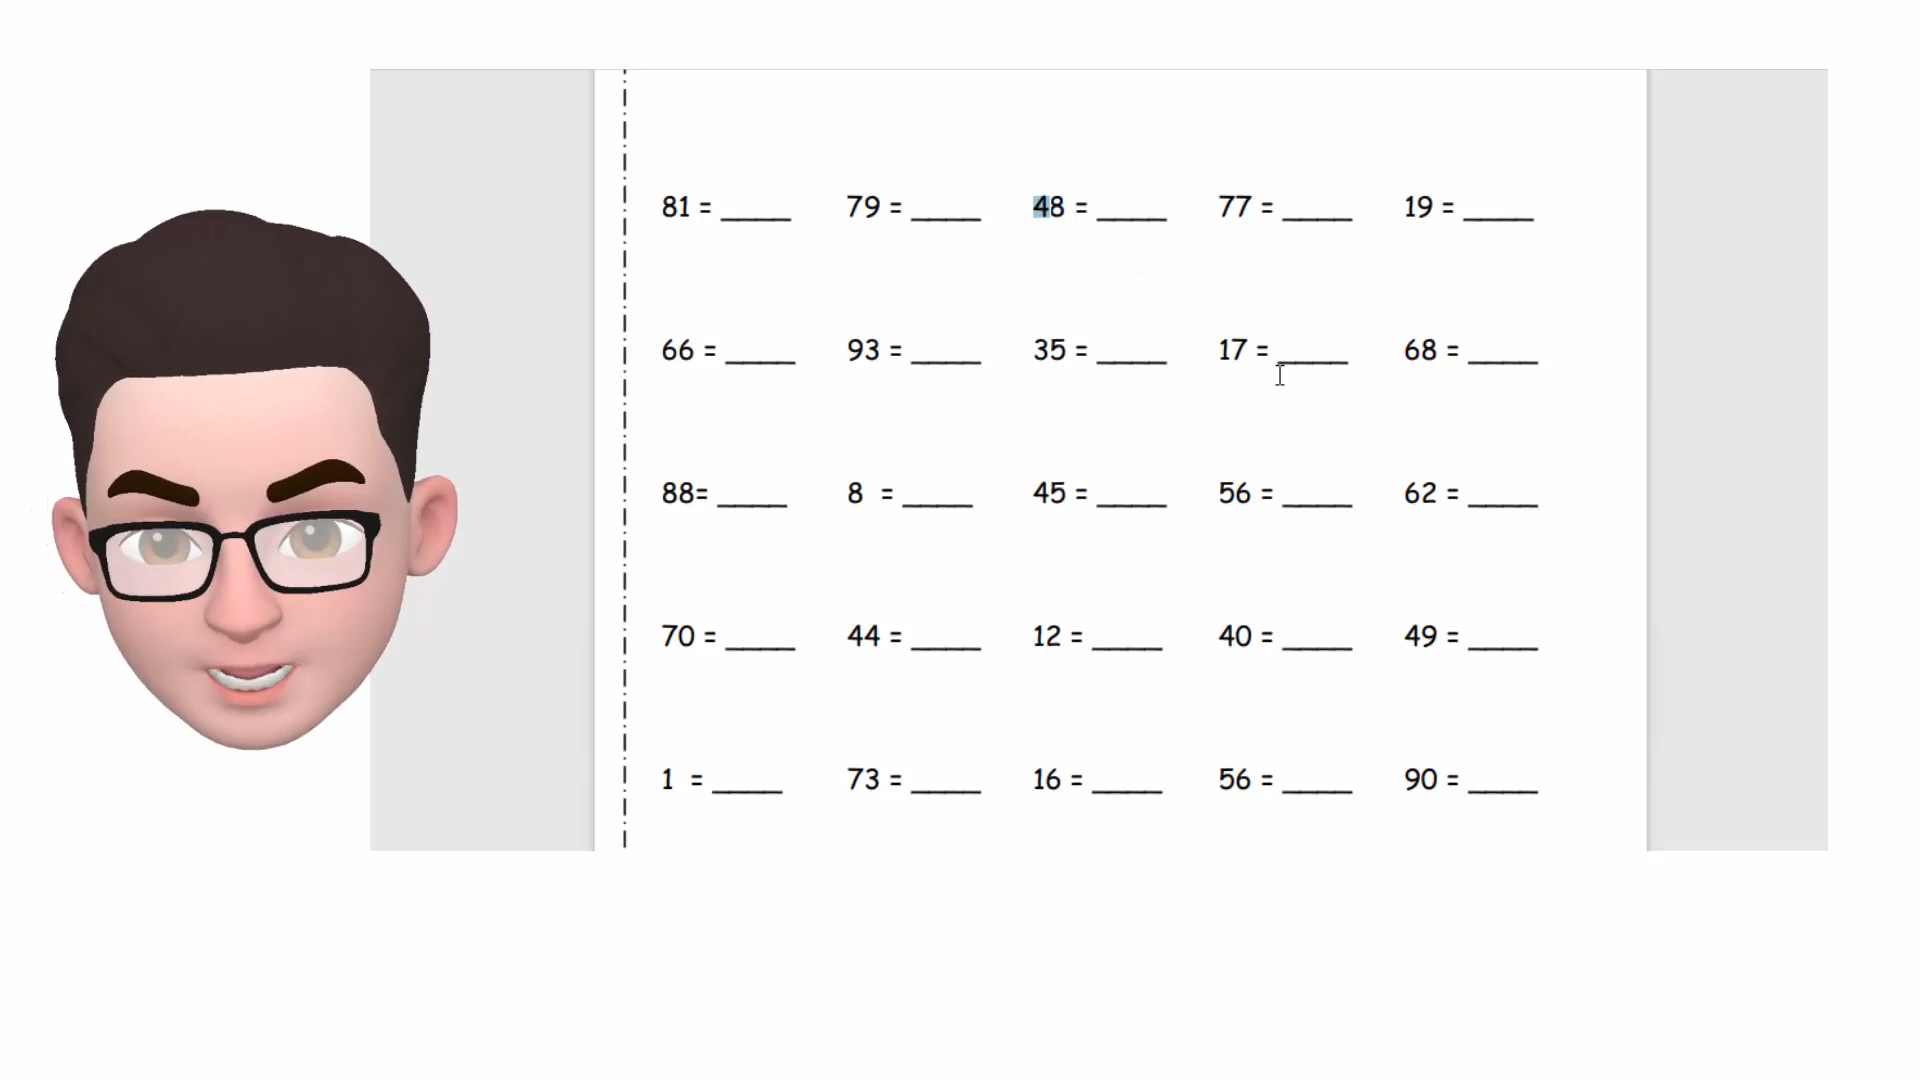 81 = ____ 79 = ____ 48 = ____ 77 = ____ 19 = ____
66 = ____ 93 = ____ 35 = ____ 17 = ____ 68 = ____
88= ____ 8 = ____ 45 = ____ 56 = ____ 62 = ____
70 = ____ 44 = ____ 12 = ____ 40 = ____ 49 = ____
1 = ____ 73 = ____ 16 = ____ 56 = ____ 90 = ____